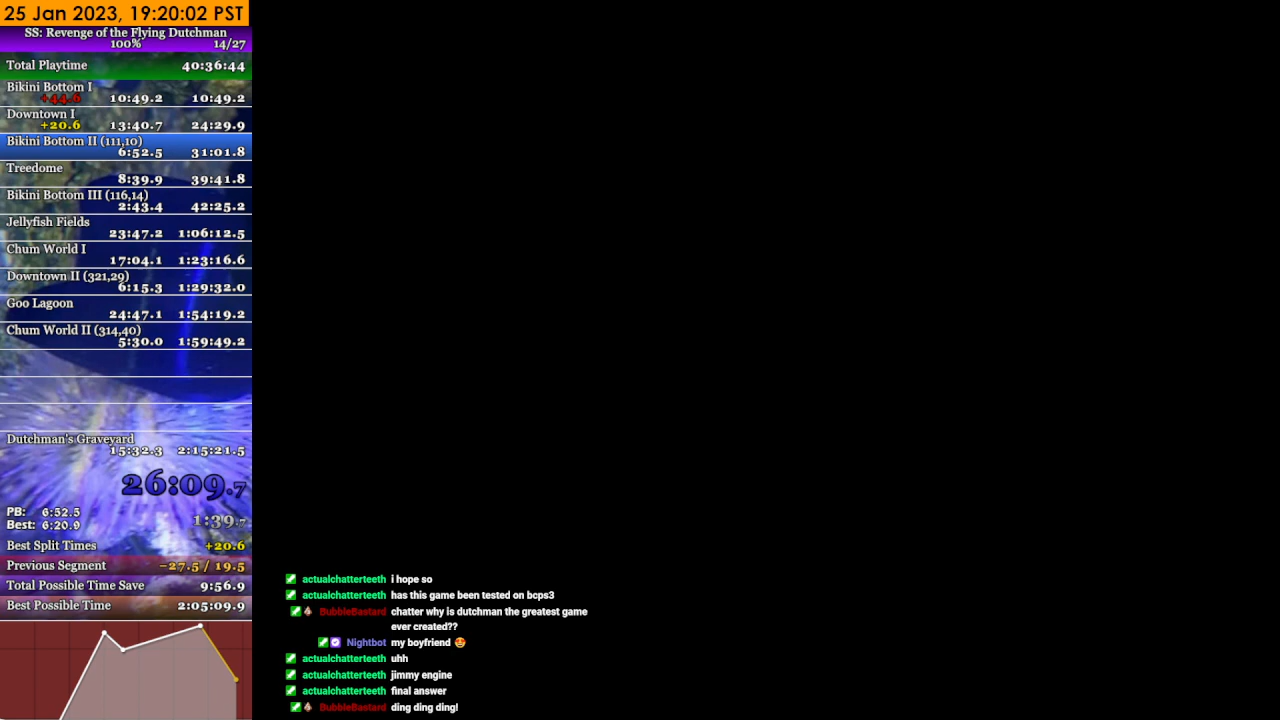 25 Jan 2023, 19:20:02 PST
SS: Revenge of the Flying Dutchman
100% 14/27
Total Playtime 40:36:44
Bikini Bottom I
+44.6 10:49.2 10:49.2
Downtown I
+20.6 13:40.7 24:29.9
Bikini Bottom II (111,10)
6:52.5 31:01.8
Treedome
8:39.9 39:41.8
Bikini Bottom III (116,14)
2:43.4 42:25.2
Jellyfish Fields
23:47.2 1:06:12.5
Chum World I
17:04.1 1:23:16.6
Downtown II (321,29)
6:15.3 1:29:32.0
Goo Lagoon
24:47.1 1:54:19.2
Chum World II (314,40)
5:30.0 1:59:49.2
Dutchman's Graveyard
15:32.3 2:15:21.5
26:09.7
PB: 6:52.5
Best: 6:20.9 1:39.7
Best Split Times +20.6
Previous Segment -27.5 / 19.5
Total Possible Time Save 9:56.9
Best Possible Time 2:05:09.9
actualchatterteeth i hope so
actualchatterteeth has this game been tested on bcps3
BubbleBastard chatter why is dutchman the greatest game
ever created??
Nightbot my boyfriend 😍
actualchatterteeth uhh
actualchatterteeth jimmy engine
actualchatterteeth final answer
BubbleBastard ding ding ding!